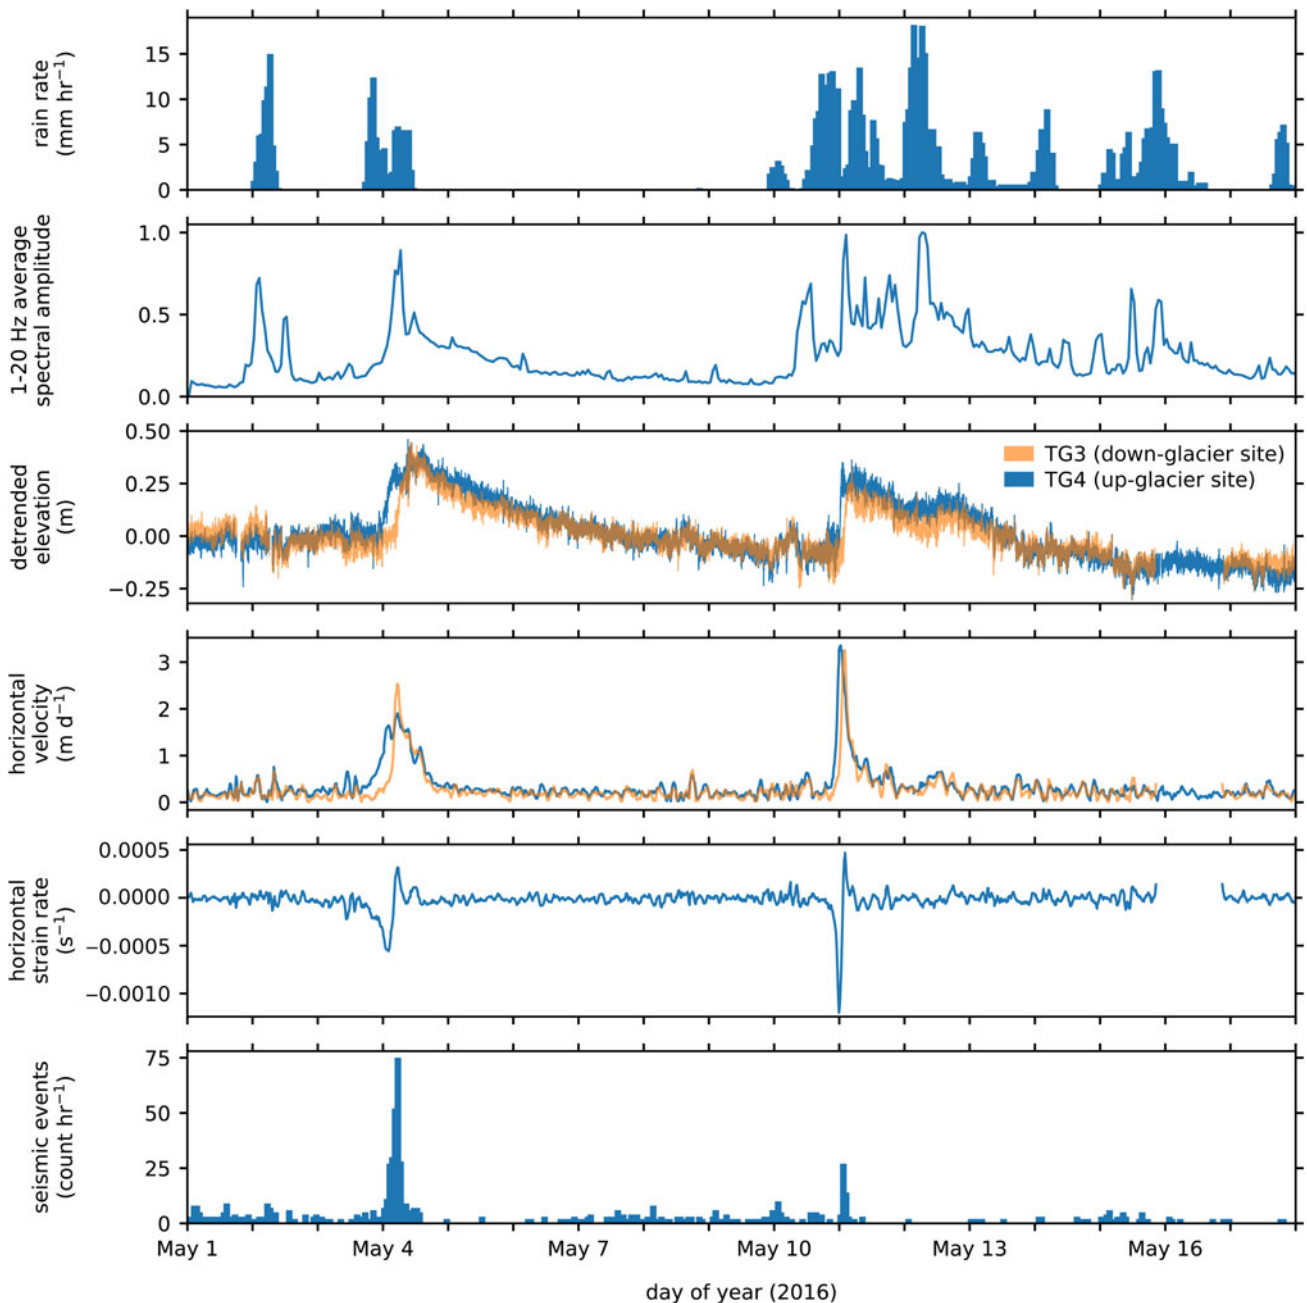 rain rate
(mm hr⁻¹)
15
10
5
0
1-20 Hz average
spectral amplitude
1.0
0.5
0.0
detrended
elevation
(m)
0.50
0.25
0.00
−0.25
TG3 (down-glacier site)
TG4 (up-glacier site)
horizontal
velocity
(m d⁻¹)
3
2
1
0
horizontal
strain rate
(s⁻¹)
0.0005
0.0000
−0.0005
−0.0010
seismic events
(count hr⁻¹)
75
50
25
0
May 1
May 4
May 7
May 10
May 13
May 16
day of year (2016)